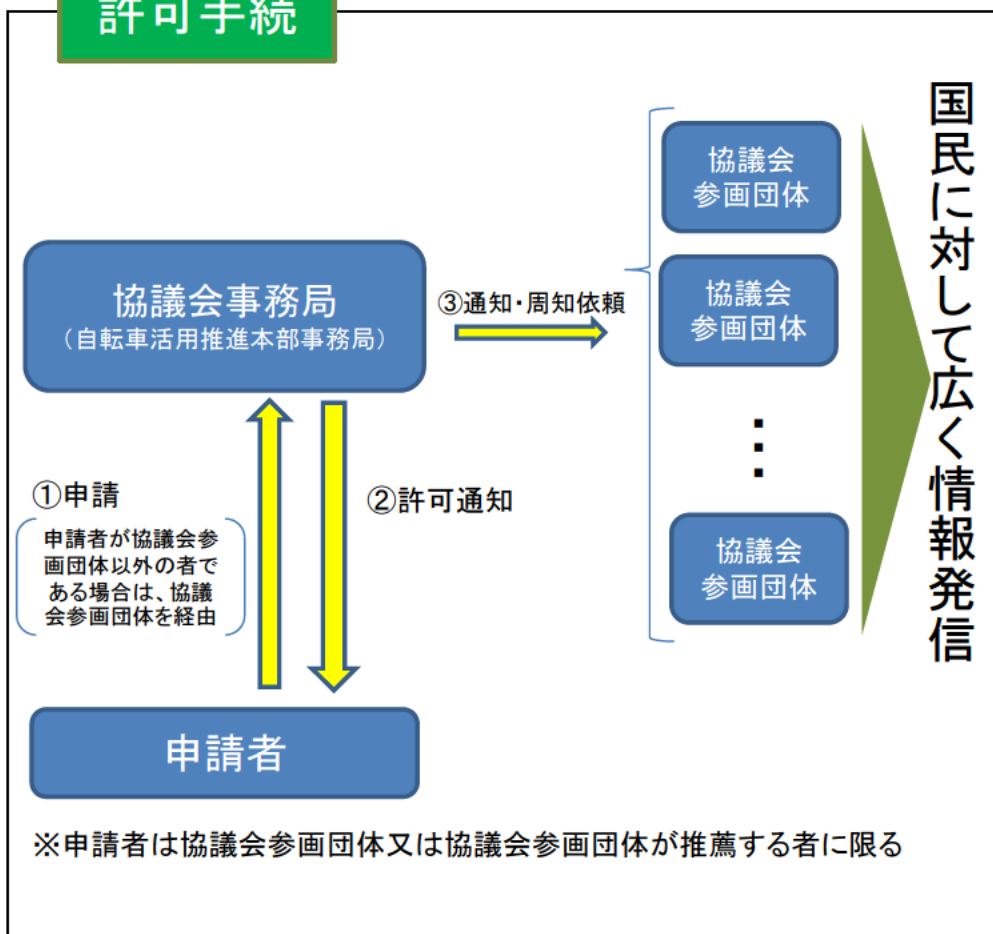 許可手続
協議会事務局
（自転車活用推進本部事務局）
①申請
申請者が協議会参
画団体以外の者で
ある場合は、協議
会参画団体を経由
②許可通知
申請者
③通知・周知依頼
協議会
参画団体
協議会
参画団体
⋮
協議会
参画団体
国民に対して広く情報発信
※申請者は協議会参画団体又は協議会参画団体が推薦する者に限る